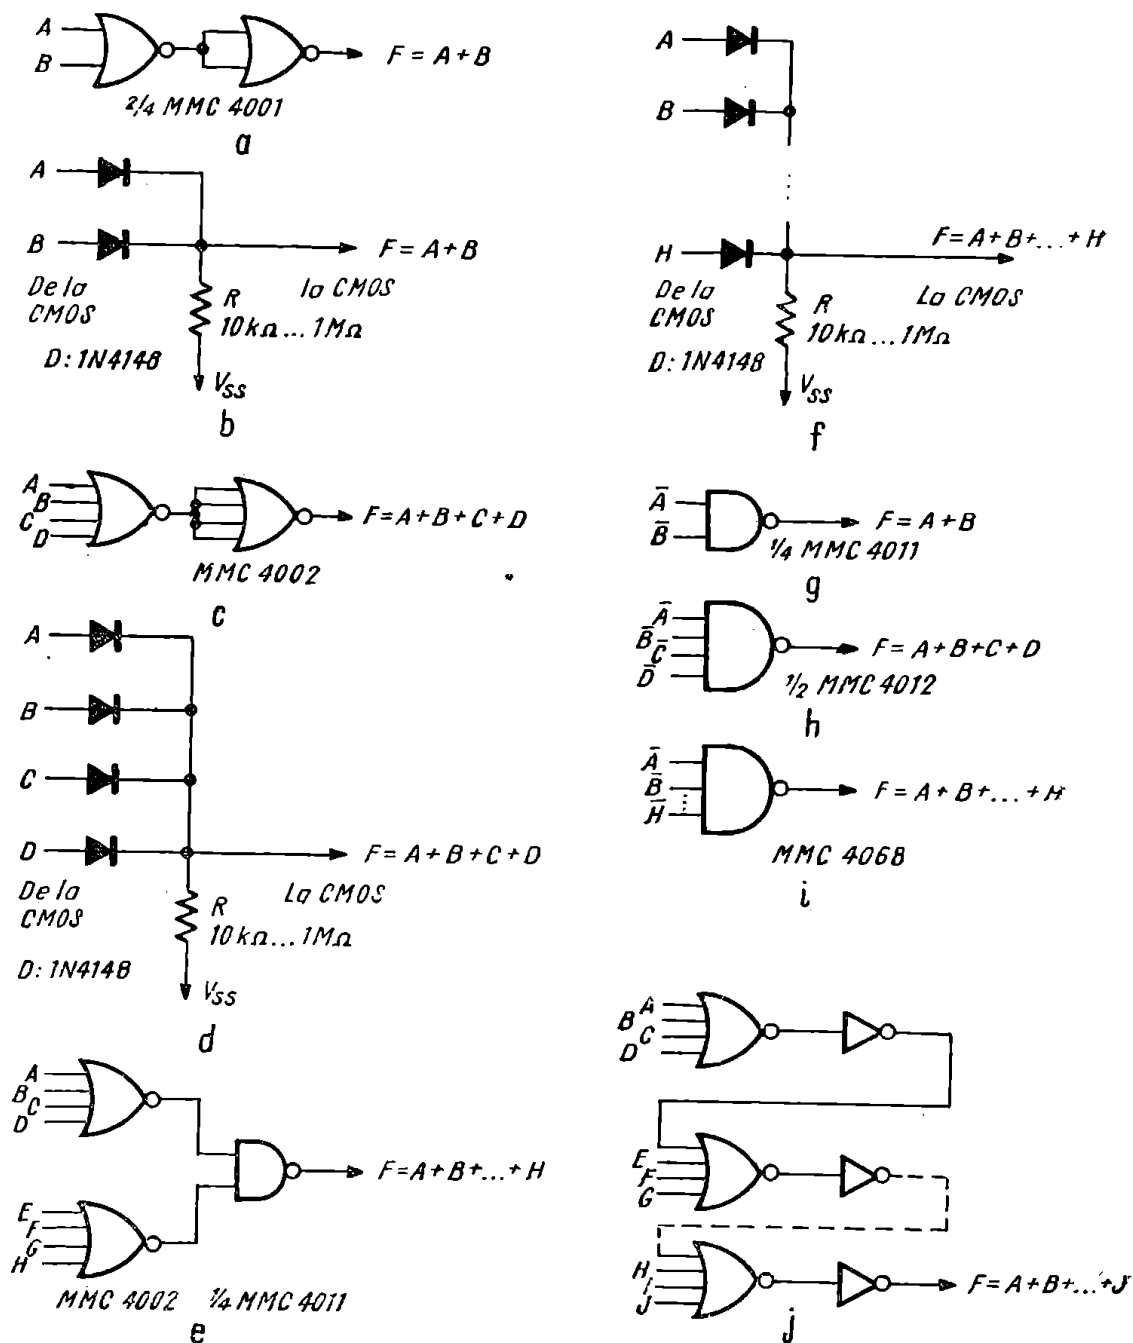 A
B
F = A + B
2/4 MMC 4001
a
A
B
F = A + B
De la
CMOS
la CMOS
R
10kΩ...1MΩ
D: 1N4148
VSS
b
A
B
C
D
F=A+B+C+D
MMC 4002
c
A
B
C
D
F=A+B+C+D
De la
CMOS
La CMOS
R
10kΩ...1MΩ
D: 1N4148
VSS
d
A
B
C
D
E
F
G
H
F=A+B+...+H
MMC 4002 1/4 MMC 4011
e
A
B
H
F=A+B+...+H
De la
CMOS
La CMOS
R
10kΩ...1MΩ
D: 1N4148
VSS
f
Ā
B̄
F = A + B
1/4 MMC 4011
g
Ā
B̄
C̄
D̄
F = A+B+C+D
1/2 MMC 4012
h
Ā
B̄
⋮
H̄
F = A + B +...+ H
MMC 4068
i
A
B
C
D
E
F
G
H
I
J
F=A+B+...+J
j